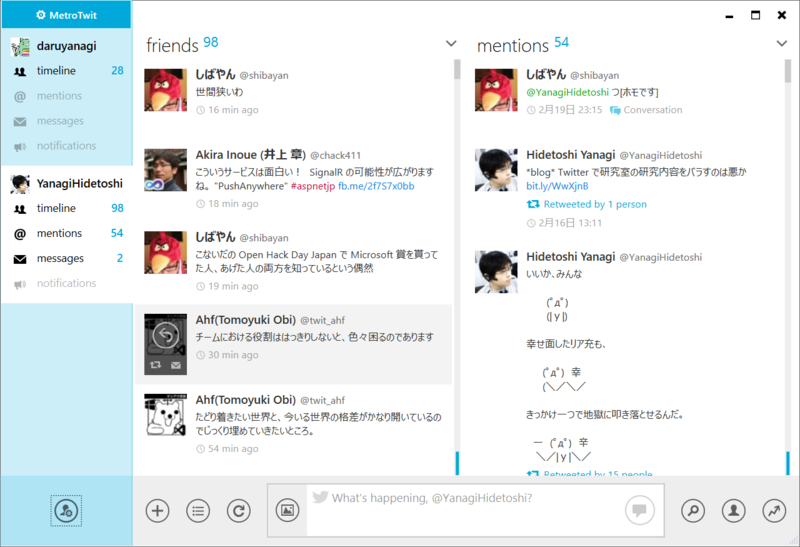 MetroTwit
daruyanagi
timeline 28
@ mentions
messages
notifications
YanagiHidetoshi
timeline 98
@ mentions 54
messages 2
notifications
friends 98
しばやん @shibayan
世間狭いわ
16 min ago
Akira Inoue (井上 章) @chack411
こういうサービスは面白い！ SignalR の可能性が広がります
ね。 "PushAnywhere" #aspnetjp fb.me/2f7S7x0bb
18 min ago
しばやん @shibayan
こないだの Open Hack Day Japan で Microsoft 賞を貰って
た人、あげた人の両方を知っているという偶然
19 min ago
Ahf(Tomoyuki Obi) @twit_ahf
チームにおける役割ははっきりしないと、色々困るのであります
30 min ago
Ahf(Tomoyuki Obi) @twit_ahf
たどり着きたい世界と、今いる世界の格差がかなり開いているの
でじっくり埋めていきたいところ。
54 min ago
mentions 54
しばやん @shibayan
@YanagiHidetoshi つ[ホモです]
2月19日 23:15 Conversation
Hidetoshi Yanagi @YanagiHidetoshi
*blog* Twitter で研究室の研究内容をバラすのは悪か
bit.ly/WwXjnB
Retweeted by 1 person
2月16日 13:11
Hidetoshi Yanagi @YanagiHidetoshi
いいか、みんな
(ﾟдﾟ)
(| y |)
幸せ面したリア充も、
(ﾟдﾟ) 幸
(＼／＼／
きっかけ一つで地獄に叩き落とせるんだ。
一 (ﾟдﾟ) 辛
＼／| y |＼／
Retweeted by 15 people
What's happening, @YanagiHidetoshi?